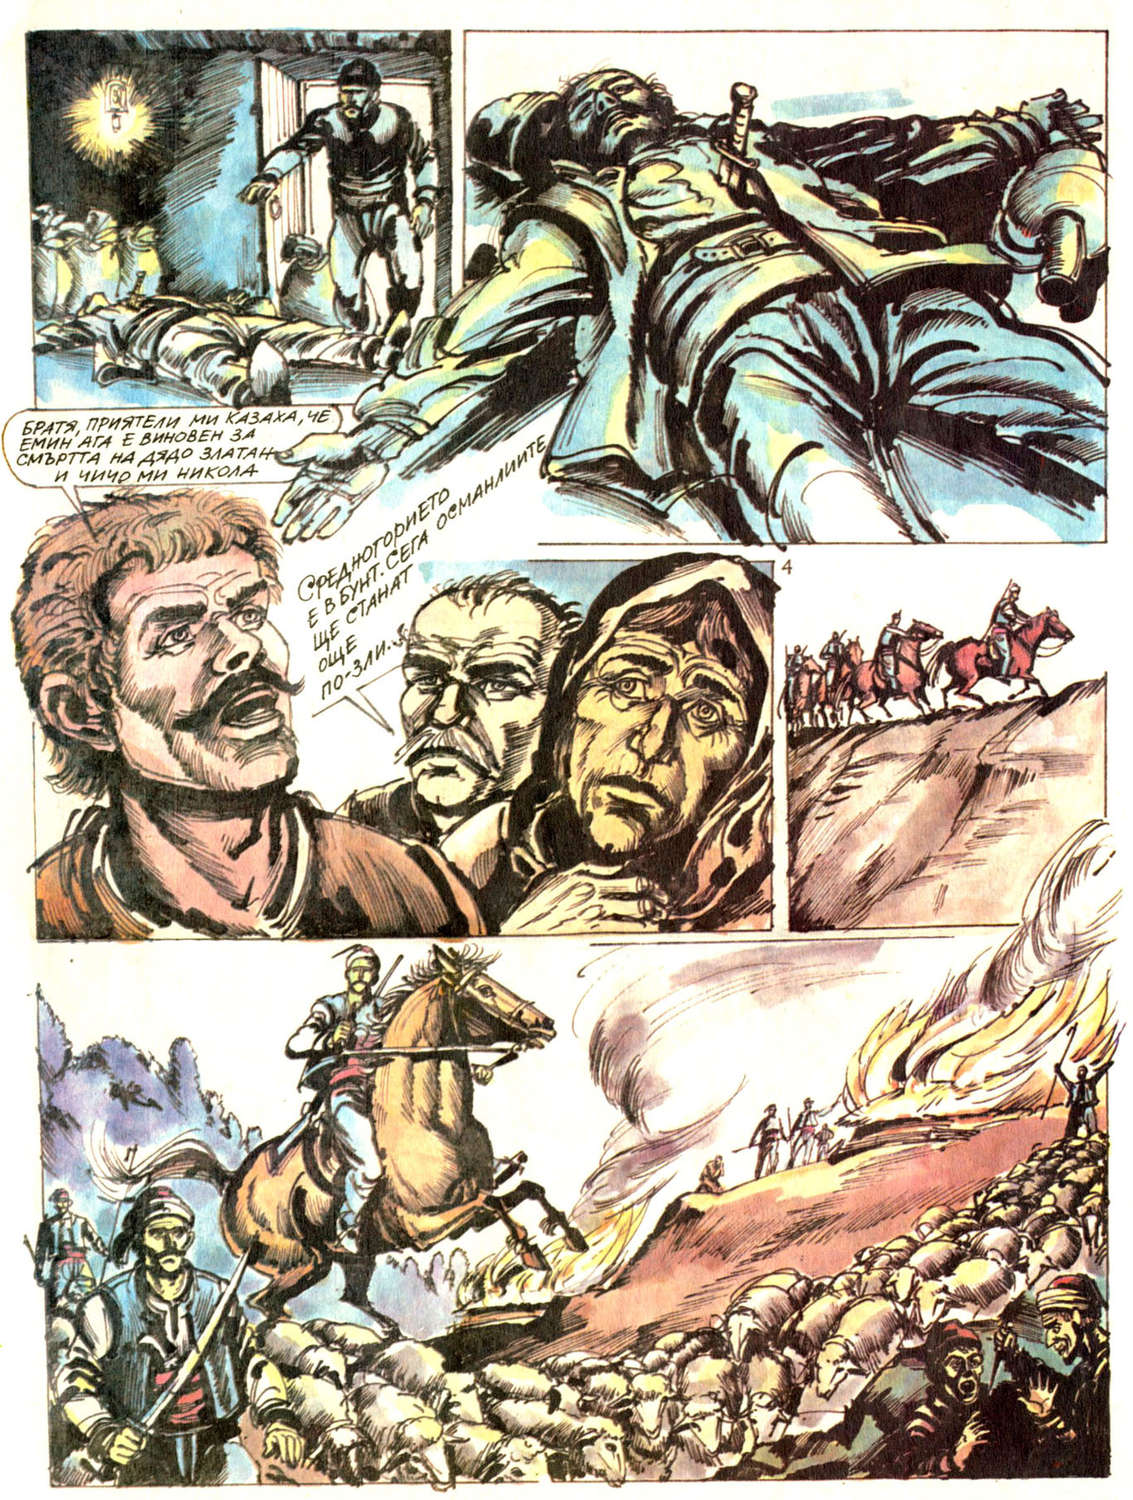 БРАТЯ, ПРИЯТЕЛИ МИ КАЗАХА, ЧЕ
ЕМИН АГА Е ВИНОВЕН ЗА
СМЪРТТА НА ДЯДО ЗЛАТАН
И ЧИЧО МИ НИКОЛА
СРЕДНОГОРИЕТО
Е В БУНТ. СЕГА ОСМАНЛИИТЕ
ЩЕ СТАНАТ
ОЩЕ
ПО-ЗЛИ...
4